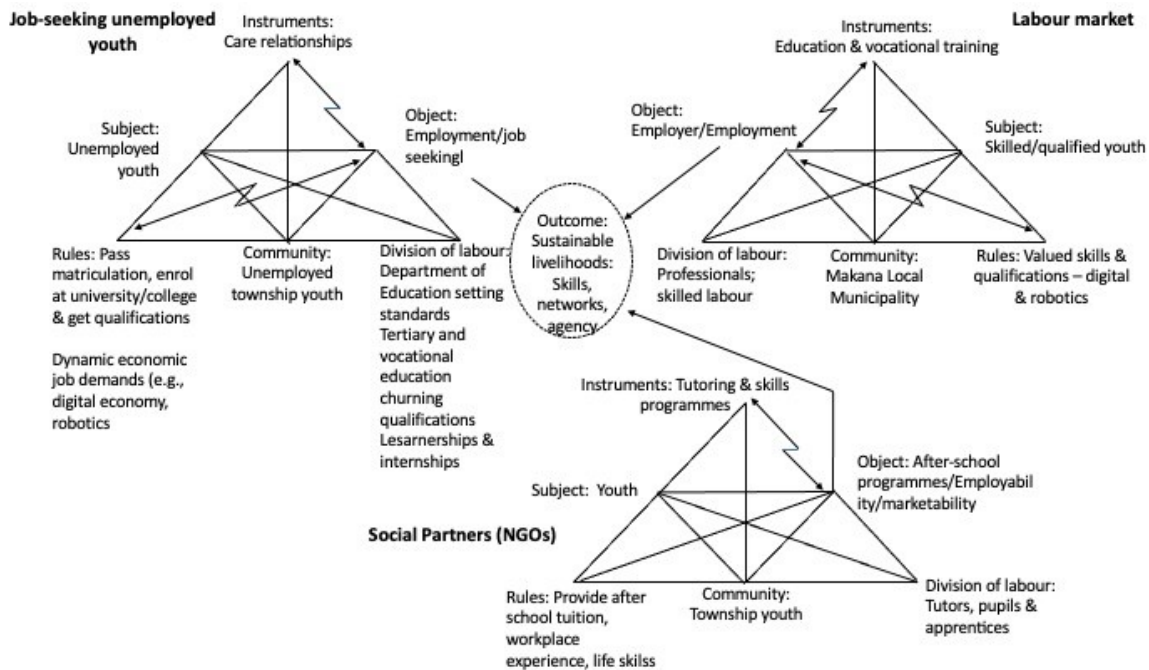 Job-seeking unemployed
youth
Instruments:
Care relationships
Subject:
Unemployed
youth
Object:
Employment/job
seekingl
Rules: Pass
matriculation, enrol
at university/college
& get qualifications
Dynamic economic
job demands (e.g.,
digital economy,
robotics
Community:
Unemployed
township youth
Division of labour:
Department of
Education setting
standards
Tertiary and
vocational
education
churning
qualifications
Lesarnerships &
internships
Outcome:
Sustainable
livelihoods:
Skills,
networks,
agency
Labour market
Instruments:
Education & vocational training
Object:
Employer/Employment
Subject:
Skilled/qualified youth
Division of labour:
Professionals;
skilled labour
Community:
Makana Local
Municipality
Rules: Valued skills &
qualifications – digital
& robotics
Social Partners (NGOs)
Instruments: Tutoring & skills
programmes
Subject: Youth
Object: After-school
programmes/Employabil
ity/marketability
Rules: Provide after
school tuition,
workplace
experience, life skilss
Community:
Township youth
Division of labour:
Tutors, pupils &
apprentices